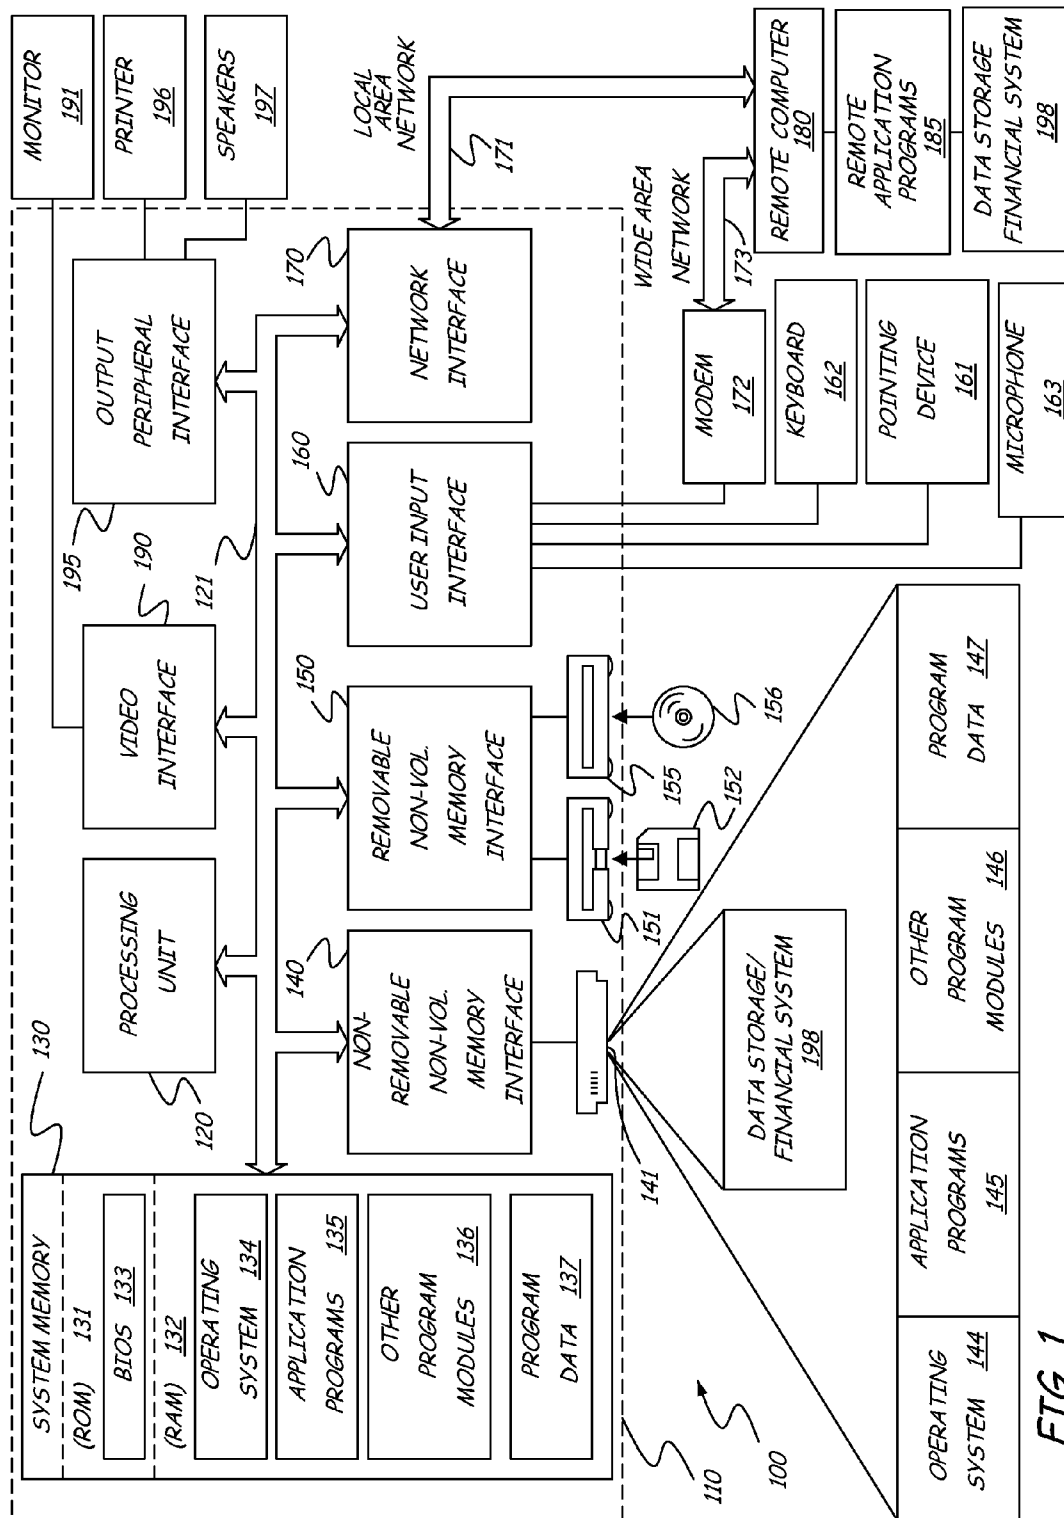 SYSTEM MEMORY
130
(ROM) 131
BIOS 133
(RAM) 132
OPERATING
SYSTEM 134
APPLICATION
PROGRAMS 135
OTHER
PROGRAM
MODULES 136
PROGRAM
DATA 137
PROCESSING
UNIT
120
VIDEO
INTERFACE
190
OUTPUT
PERIPHERAL
INTERFACE
195
121
MONITOR
191
PRINTER
196
SPEAKERS
197
NON-
REMOVABLE
NON-VOL.
MEMORY
INTERFACE
140
REMOVABLE
NON-VOL.
MEMORY
INTERFACE
150
USER INPUT
INTERFACE
160
NETWORK
INTERFACE
170
LOCAL
AREA
NETWORK
171
WIDE AREA
NETWORK
173
141
151
152
155
156
MODEM
172
KEYBOARD
162
POINTING
DEVICE
161
MICROPHONE
163
REMOTE COMPUTER
180
REMOTE
APPLICATION
PROGRAMS
185
DATA STORAGE
FINANCIAL SYSTEM
198
110
100
DATA STORAGE/
FINANCIAL SYSTEM
198
OPERATING
SYSTEM 144
APPLICATION
PROGRAMS
145
OTHER
PROGRAM
MODULES 146
PROGRAM
DATA 147
FIG. 1